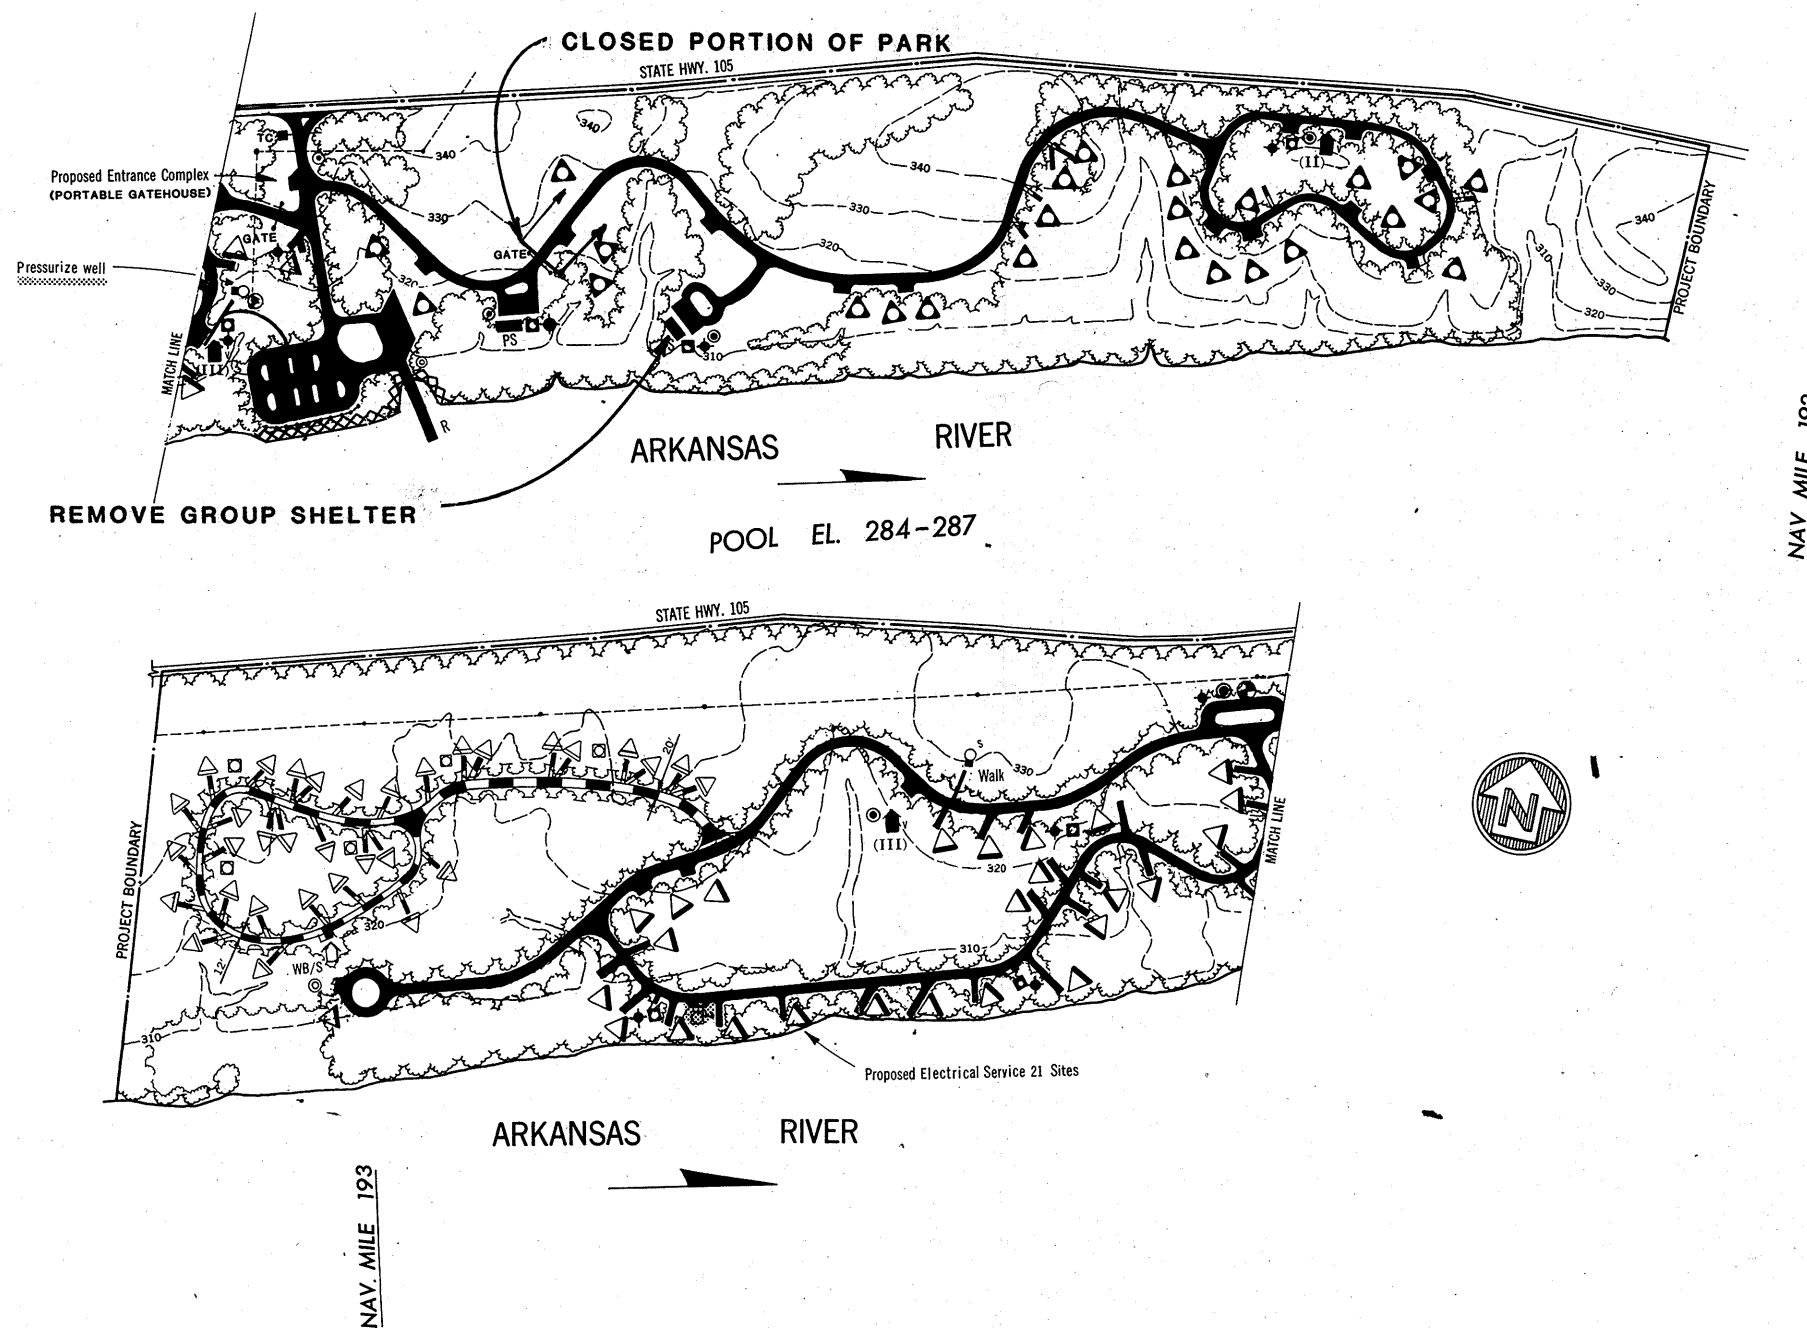 CLOSED PORTION OF PARK
STATE HWY. 105
340
TC
340
Proposed Entrance Complex
(PORTABLE GATEHOUSE)
330
340
330
320
(II)
340
310
330
320
PROJECT BOUNDARY
GATE
GATE
Pressurize well
320
PS
310
MATCH LINE
(III)
R
ARKANSAS RIVER
REMOVE GROUP SHELTER
POOL EL. 284-287
NAV MILE 192
STATE HWY. 105
20'
S
Walk
330
V
(III)
320
MATCH LINE
PROJECT BOUNDARY
320
12'
WB/S
310
310
Proposed Electrical Service 21 Sites
N
ARKANSAS RIVER
NAV. MILE 193